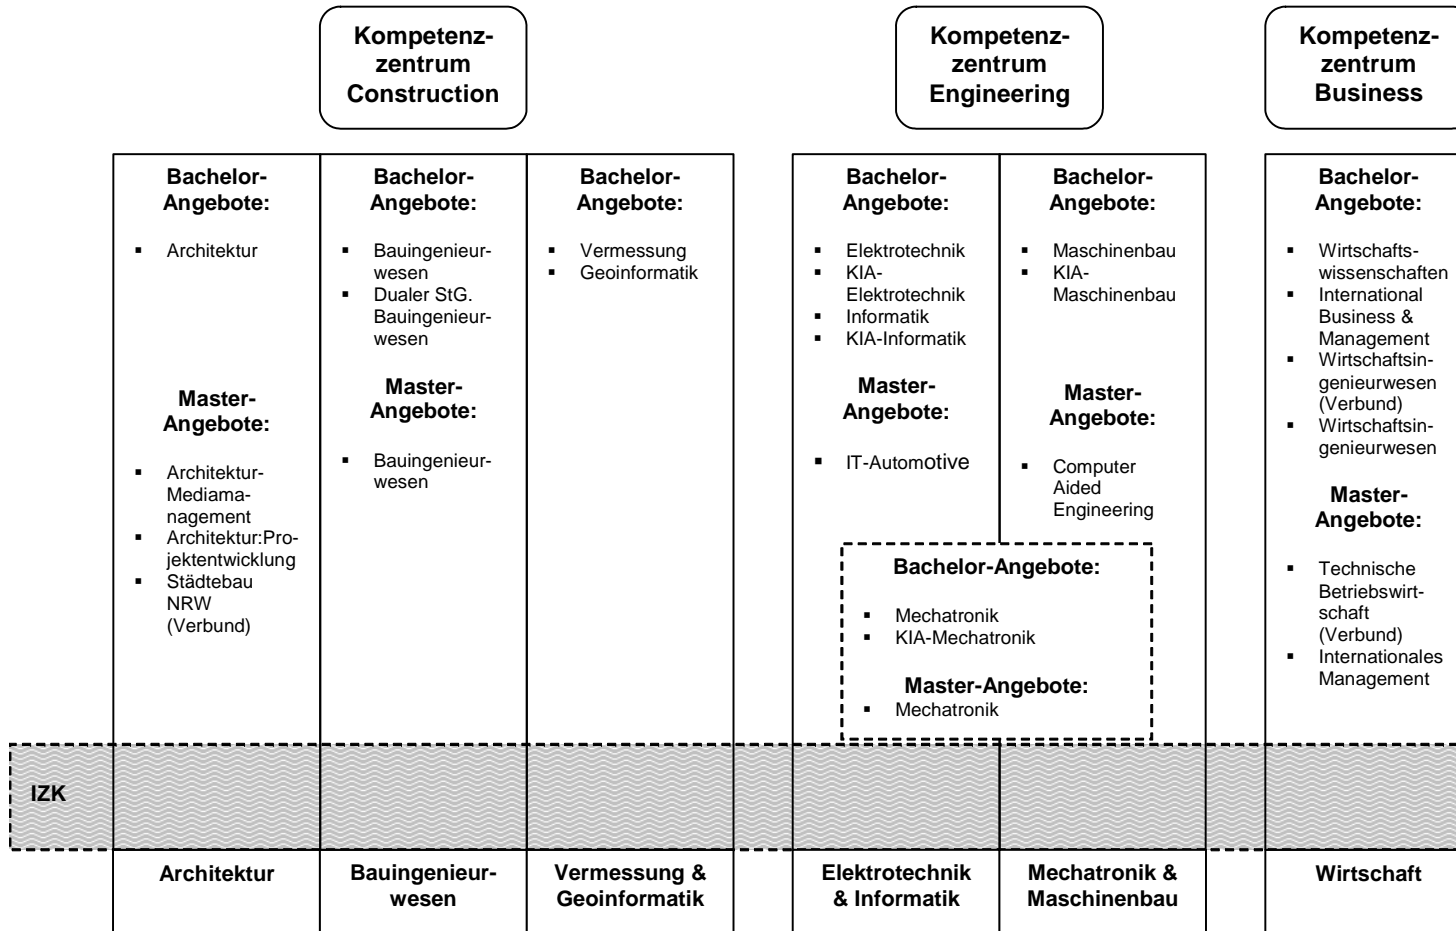 Kompetenz-
zentrum
Construction
Kompetenz-
zentrum
Engineering
Kompetenz-
zentrum
Business
Bachelor-
Angebote:
▪ Architektur
Master-
Angebote:
▪ Architektur-
Mediama-
nagement
▪ Architektur:Pro-
jektentwicklung
▪ Städtebau
NRW
(Verbund)
Bachelor-
Angebote:
▪ Bauingenieur-
wesen
▪ Dualer StG.
Bauingenieur-
wesen
Master-
Angebote:
▪ Bauingenieur-
wesen
Bachelor-
Angebote:
▪ Vermessung
▪ Geoinformatik
Bachelor-
Angebote:
▪ Elektrotechnik
▪ KIA-
Elektrotechnik
▪ Informatik
▪ KIA-Informatik
Master-
Angebote:
▪ IT-Automotive
Bachelor-
Angebote:
▪ Maschinenbau
▪ KIA-
Maschinenbau
Master-
Angebote:
▪ Computer
Aided
Engineering
Bachelor-Angebote:
▪ Mechatronik
▪ KIA-Mechatronik
Master-Angebote:
▪ Mechatronik
Bachelor-
Angebote:
▪ Wirtschafts-
wissenschaften
▪ International
Business &
Management
▪ Wirtschaftsin-
genieurwesen
(Verbund)
▪ Wirtschaftsin-
genieurwesen
Master-
Angebote:
▪ Technische
Betriebswirt-
schaft
(Verbund)
▪ Internationales
Management
IZK
Architektur
Bauingenieur-
wesen
Vermessung &
Geoinformatik
Elektrotechnik
& Informatik
Mechatronik &
Maschinenbau
Wirtschaft